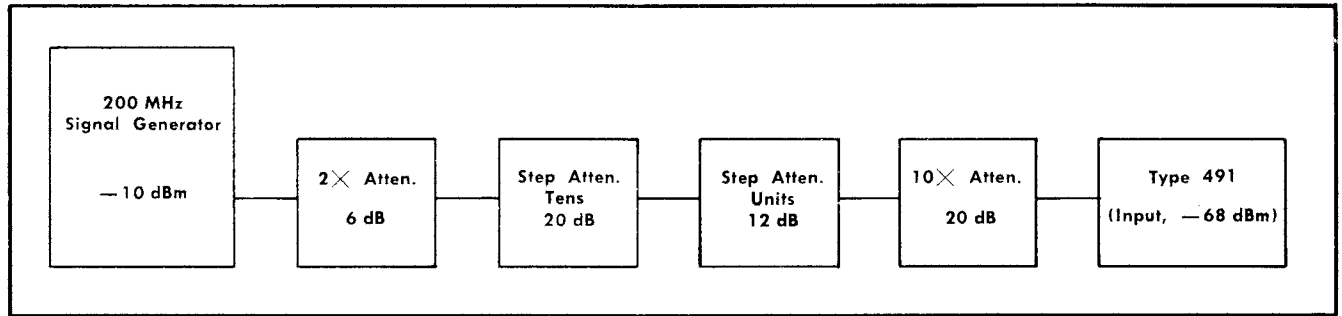 200 MHz
Signal Generator
— 10 dBm
2× Atten.
6 dB
Step Atten.
Tens
20 dB
Step Atten.
Units
12 dB
10× Atten.
20 dB
Type 491
(Input, — 68 dBm)